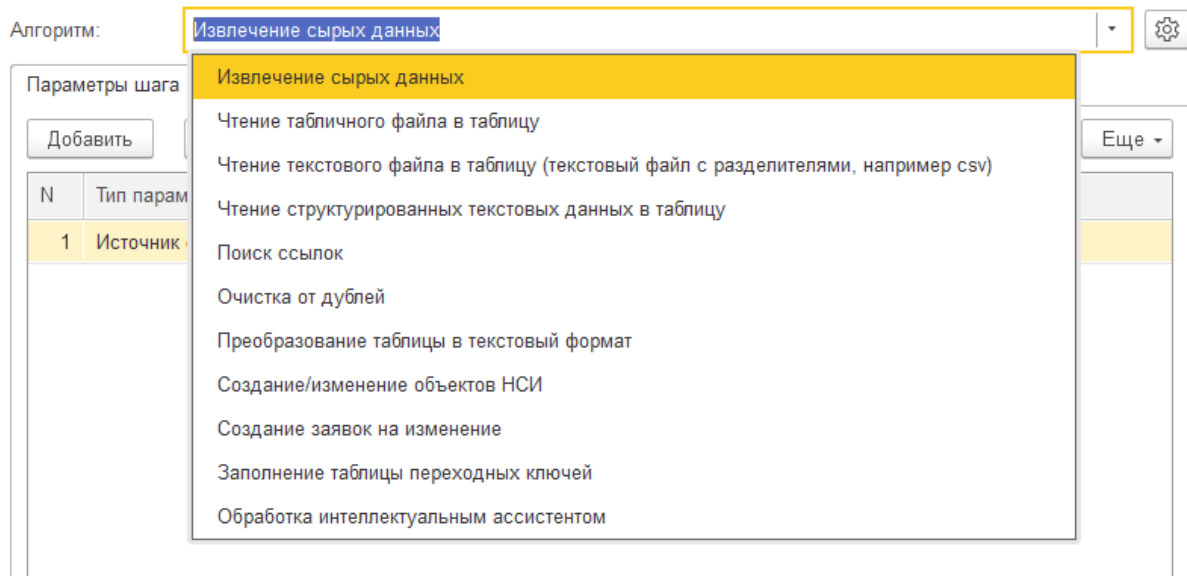 Алгоритм:
Извлечение сырых данных
Извлечение сырых данных
Параметры шага
Чтение табличного файла в таблицу
Добавить
Еще
Чтение текстового файла в таблицу (текстовый файл с разделителями, например csv)
N
Тип парам
Чтение структурированных текстовых данных в таблицу
1
Источник
Поиск ссылок
Очистка от дублей
Преобразование таблицы в текстовый формат
Создание/изменение объектов НСИ
Создание заявок на изменение
Заполнение таблицы переходных ключей
Обработка интеллектуальным ассистентом